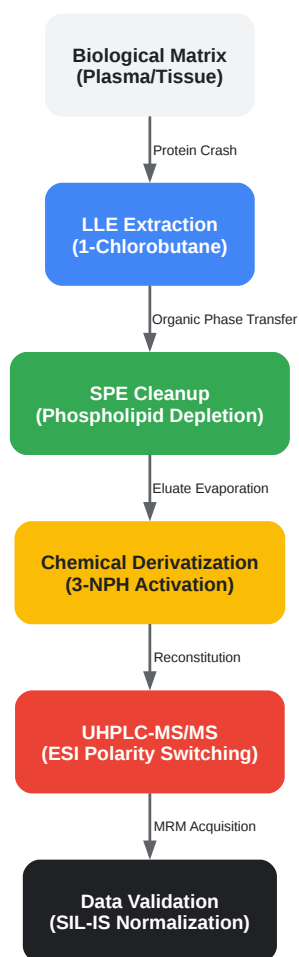 Biological Matrix
(Plasma/Tissue)
Protein Crash
LLE Extraction
(1-Chlorobutane)
Organic Phase Transfer
SPE Cleanup
(Phospholipid Depletion)
Eluate Evaporation
Chemical Derivatization
(3-NPH Activation)
Reconstitution
UHPLC-MS/MS
(ESI Polarity Switching)
MRM Acquisition
Data Validation
(SIL-IS Normalization)